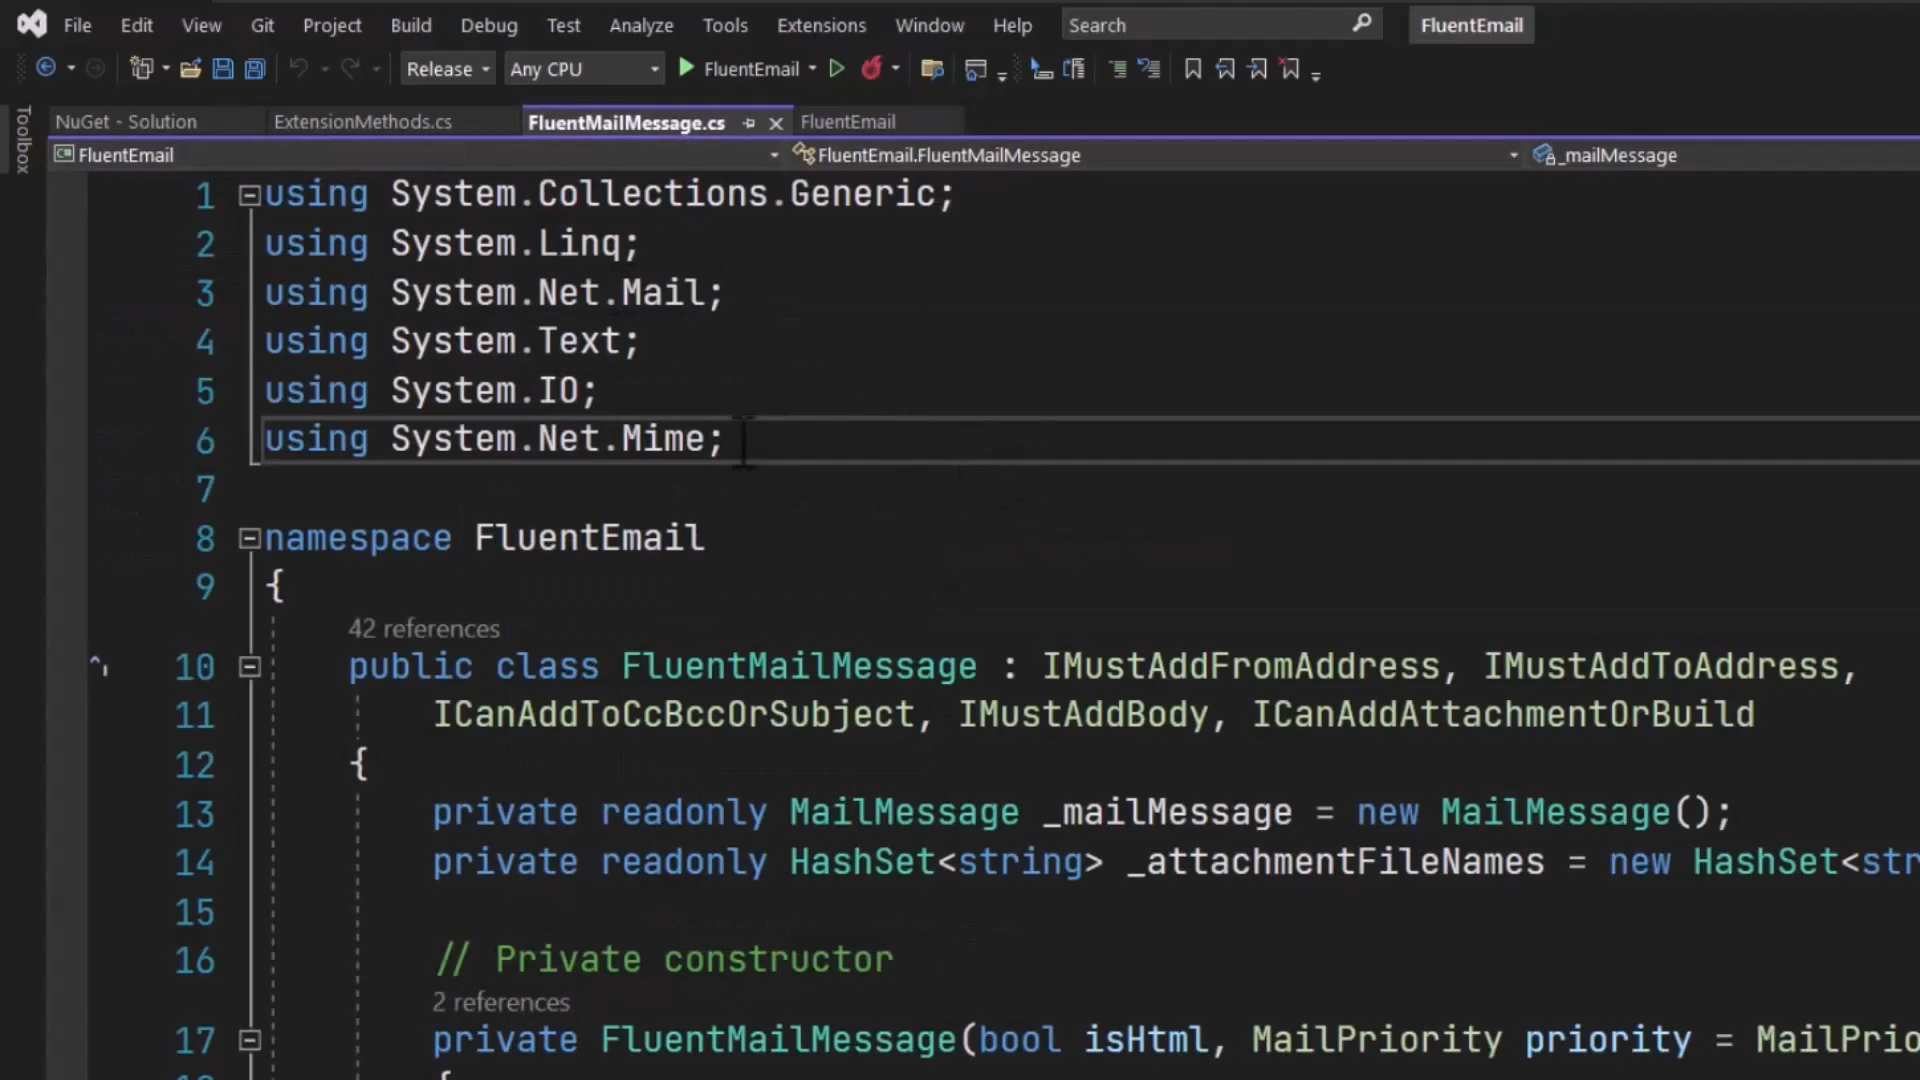 File Edit View Git Project Build Debug Test Analyze Tools Extensions Window Help Search FluentEmail
Release Any CPU FluentEmail
Toolbox
NuGet - Solution ExtensionMethods.cs FluentMailMessage.cs FluentEmail
C# FluentEmail FluentEmail.FluentMailMessage _mailMessage
1 using System.Collections.Generic;
2 using System.Linq;
3 using System.Net.Mail;
4 using System.Text;
5 using System.IO;
6 using System.Net.Mime;
7
8 namespace FluentEmail
9 {
42 references
10 public class FluentMailMessage : IMustAddFromAddress, IMustAddToAddress,
11 ICanAddToCcBccOrSubject, IMustAddBody, ICanAddAttachmentOrBuild
12 {
13 private readonly MailMessage _mailMessage = new MailMessage();
14 private readonly HashSet<string> _attachmentFileNames = new HashSet<str
15
16 // Private constructor
2 references
17 private FluentMailMessage(bool isHtml, MailPriority priority = MailPrio
{